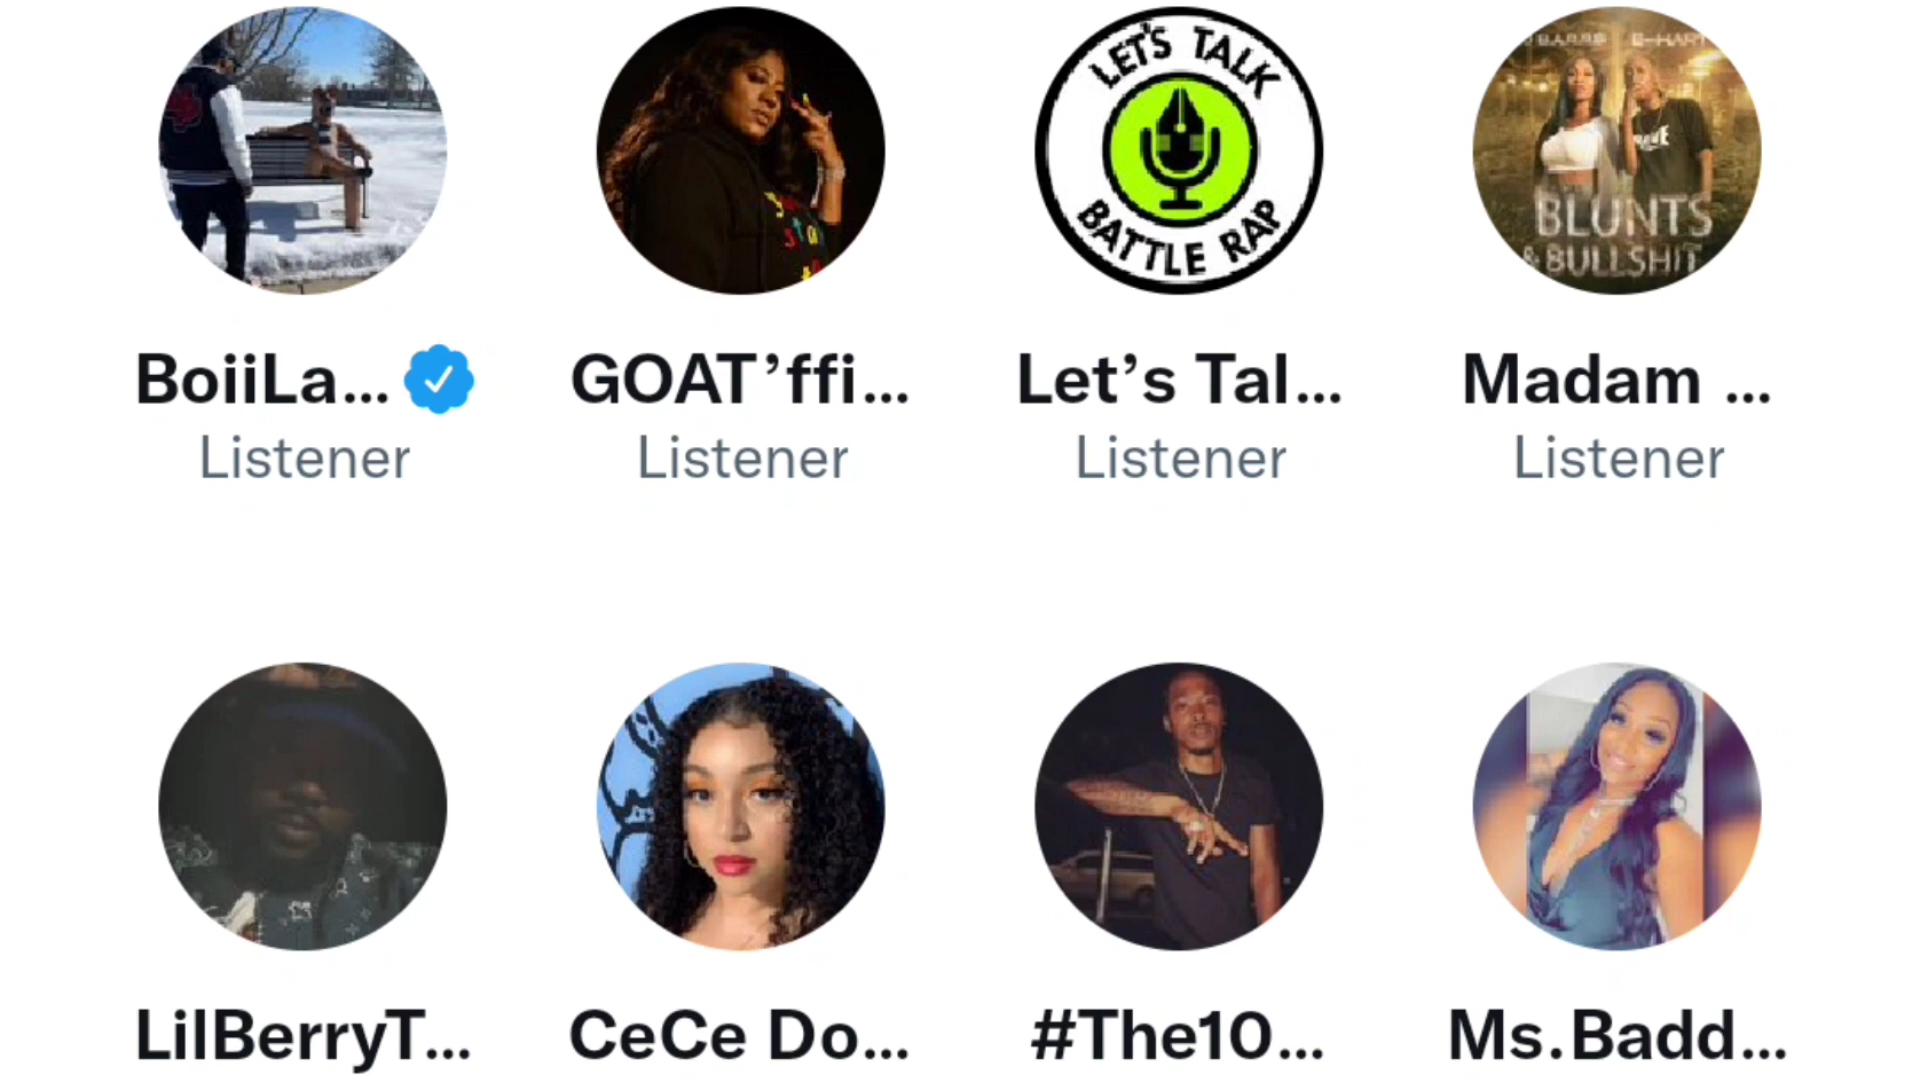 LET'S TALK
BATTLE RAP
E-HART
BLUNTS
& BULLSHIT
BoiiLa...
GOAT’ffi...
Let’s Tal...
Madam ...
Listener
Listener
Listener
Listener
LilBerryT...
CeCe Do...
#The10...
Ms.Badd...